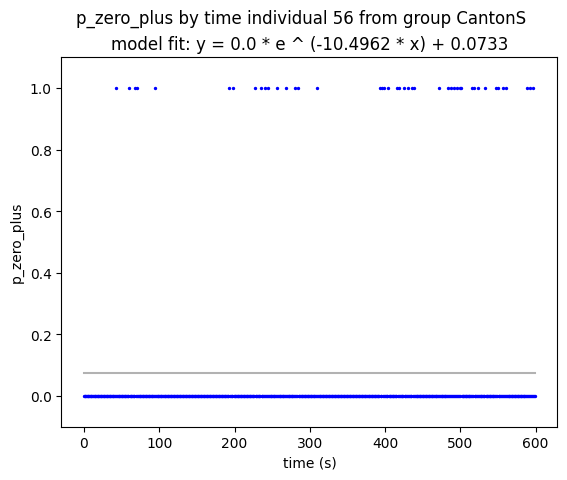 p_zero_plus by time individual 56 from group CantonS
model fit: y = 0.0 * e ^ (-10.4962 * x) + 0.0733
1.0
0.8
0.6
0.4
0.2
0.0
p_zero_plus
0 100 200 300 400 500 600
time (s)